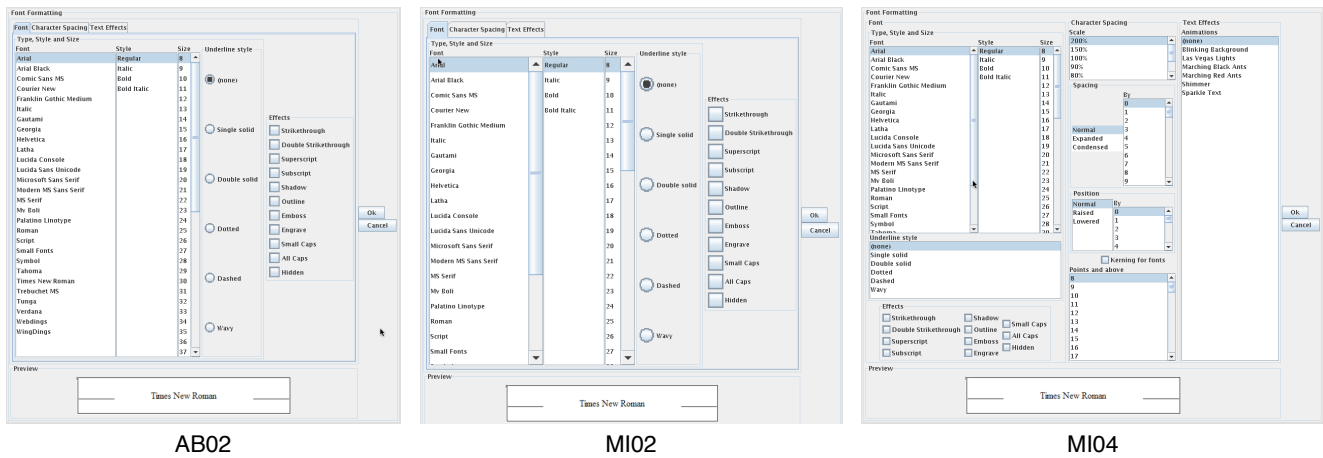 Font Formatting
Font Character Spacing Text Effects
Type, Style and Size
Font Style Size
Arial Regular 8
Arial Black Italic 9
Comic Sans MS Bold 10
Courier New Bold Italic 11
Franklin Gothic Medium 12
Italic 13
Gautami 14
Georgia 15
Helvetica 16
Latha 17
Lucida Console 18
Lucida Sans Unicode 19
Microsoft Sans Serif 20
Modern MS Sans Serif 21
MS Serif 22
Mv Boli 23
Palatino Linotype 24
Roman 25
Script 26
Small Fonts 27
Symbol 28
Tahoma 29
Times New Roman 30
Trebuchet MS 31
Tunga 32
Verdana 33
Webdings 34
WingDings 35
36
37
Underline style
(none)
Single solid
Double solid
Dotted
Dashed
Wavy
Effects
Strikethrough
Double Strikethrough
Superscript
Subscript
Shadow
Outline
Emboss
Engrave
Small Caps
All Caps
Hidden
Ok
Cancel
Preview
Times New Roman
AB02
Font Formatting
Font Character Spacing Text Effects
Type, Style and Size
Font Style Size
Regular 8
Arial Black Italic 9
Comic Sans MS Bold 10
Courier New Bold Italic 11
Franklin Gothic Medium 12
Italic 13
Gautami 14
Georgia 15
Helvetica 16
Latha 17
Lucida Console 18
Lucida Sans Unicode 19
Microsoft Sans Serif 20
Modern MS Sans Serif 21
MS Serif 22
Mv Boli 23
Palatino Linotype 24
Roman 25
Script 26
Small Fonts 27
Underline style
(none)
Single solid
Double solid
Dotted
Dashed
Wavy
Effects
Strikethrough
Double Strikethrough
Superscript
Subscript
Shadow
Outline
Emboss
Engrave
Small Caps
All Caps
Hidden
Ok
Cancel
Preview
Times New Roman
MI02
Font Formatting
Font
Type, Style and Size
Font Style Size
Arial Regular 8
Arial Black Italic 9
Comic Sans MS Bold 10
Courier New Bold Italic 11
Franklin Gothic Medium 12
Italic 13
Gautami 14
Georgia 15
Helvetica 16
Latha 17
Lucida Console 18
Lucida Sans Unicode 19
Microsoft Sans Serif 20
Modern MS Sans Serif 21
MS Serif 22
Mv Boli 23
Palatino Linotype 24
Roman 25
Script 26
Small Fonts 27
Symbol 28
Underline style
(none)
Single solid
Double solid
Dotted
Dashed
Wavy
Effects
Strikethrough Shadow Small Caps
Double Strikethrough Outline All Caps
Superscript Emboss Hidden
Subscript Engrave
Character Spacing
Scale
200%
150%
100%
90%
80%
Spacing
By
0
1
2
Normal 3
Expanded 4
Condensed 5
6
7
8
9
Position
Normal By
Raised 0
Lowered 1
2
3
4
Kerning for fonts
Points and above
8
9
10
11
12
13
14
15
16
17
Text Effects
Animations
(none)
Blinking Background
Las Vegas Lights
Marching Black Ants
Marching Red Ants
Shimmer
Sparkle Text
Ok
Cancel
Preview
Times New Roman
MI04